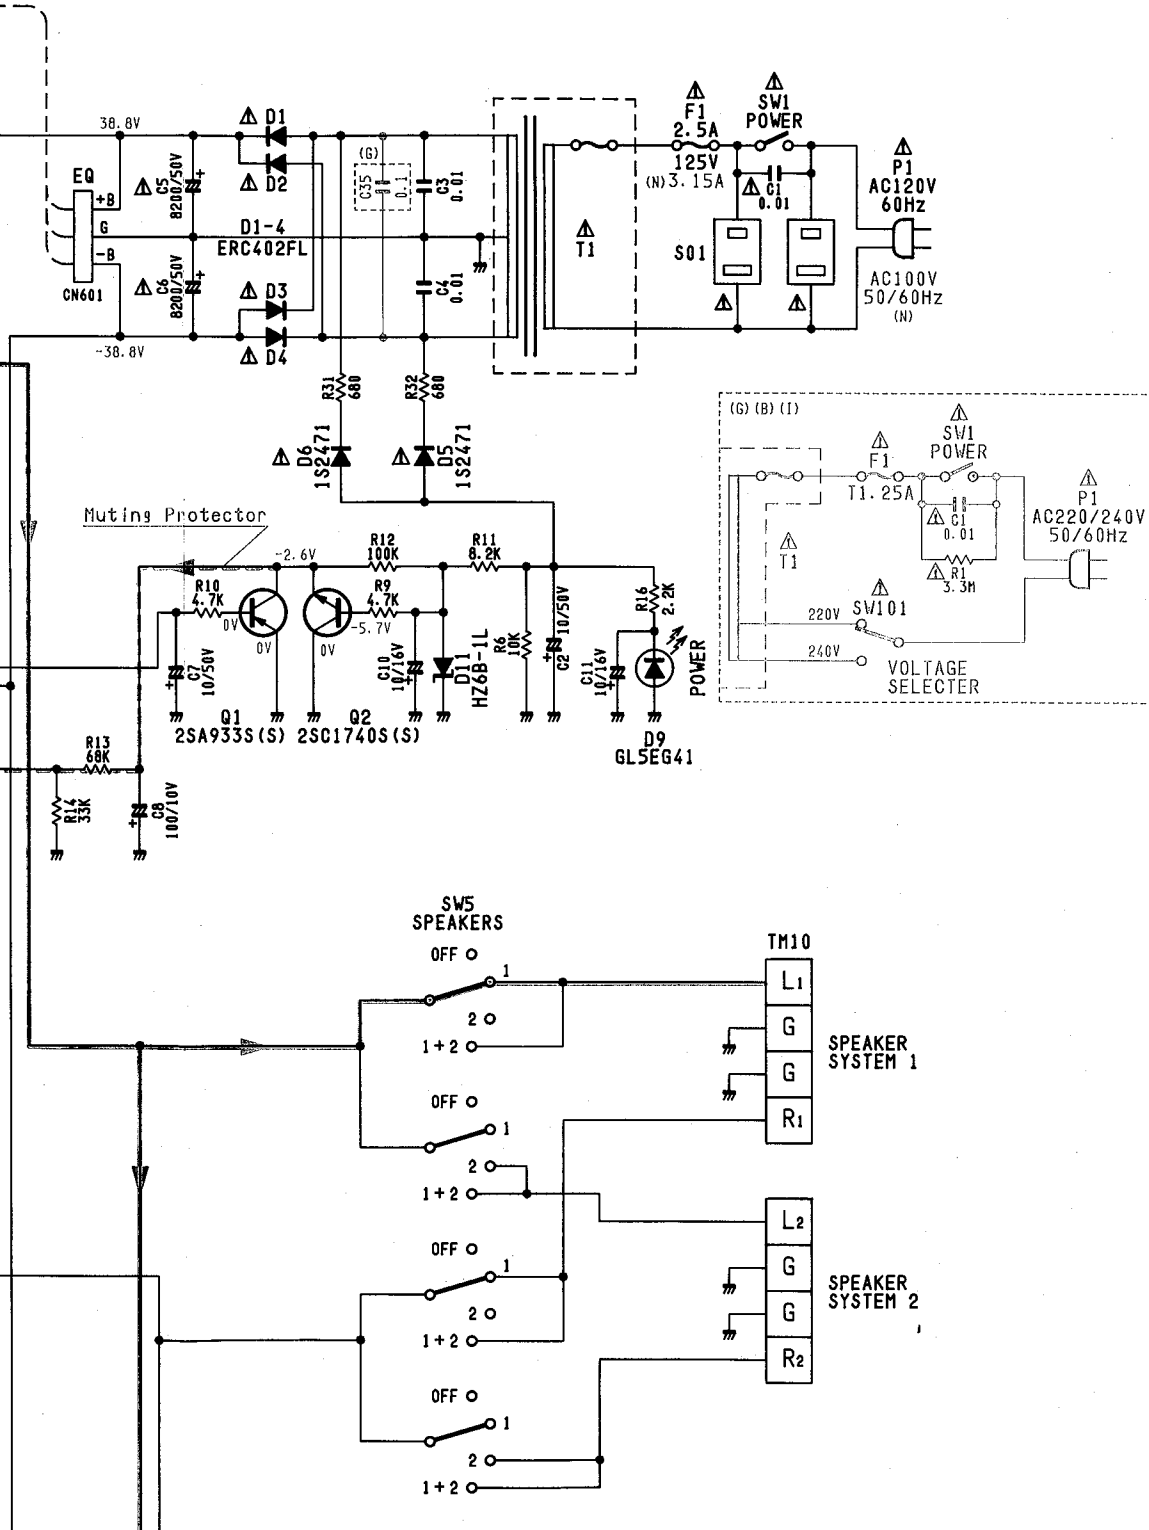 38.8V
EQ
+B
G
-B
CN601
-38.8V
C5
8200/50V
+
C6
8200/50V
+
D1
D2
D1-4
ERC402FL
D3
D4
(G)
C35
0.1
C3
0.01
C4
0.01
T1
F1
2.5A
125V
(N)3.15A
SW1
POWER
C1
0.01
S01
P1
AC120V
60Hz
AC100V
50/60Hz
(N)
R31
680
R32
680
D6
1S2471
D5
1S2471
(G)(B)(I)
F1
T1.25A
SW1
POWER
C1
0.01
R1
3.3M
P1
AC220/240V
50/60Hz
T1
SW101
220V
240V
VOLTAGE
SELECTER
Muting Protector
-2.6V
R12
100K
R11
8.2K
R10
4.7K
R9
4.7K
0V
0V
-5.7V
0V
C7
10/50V
+
C10
10/16V
+
D11
HZ6B-1L
R6
10K
C2
10/50V
+
R16
2.2K
C11
10/16V
+
POWER
D9
GL5EG41
Q1
2SA933S(S)
Q2
2SC1740S(S)
R13
68K
R14
33K
C8
100/10V
+
SW5
SPEAKERS
OFF
1
2
1+2
OFF
1
2
1+2
OFF
1
2
1+2
OFF
1
2
1+2
TM10
L1
G
G
R1
SPEAKER
SYSTEM 1
L2
G
G
R2
SPEAKER
SYSTEM 2